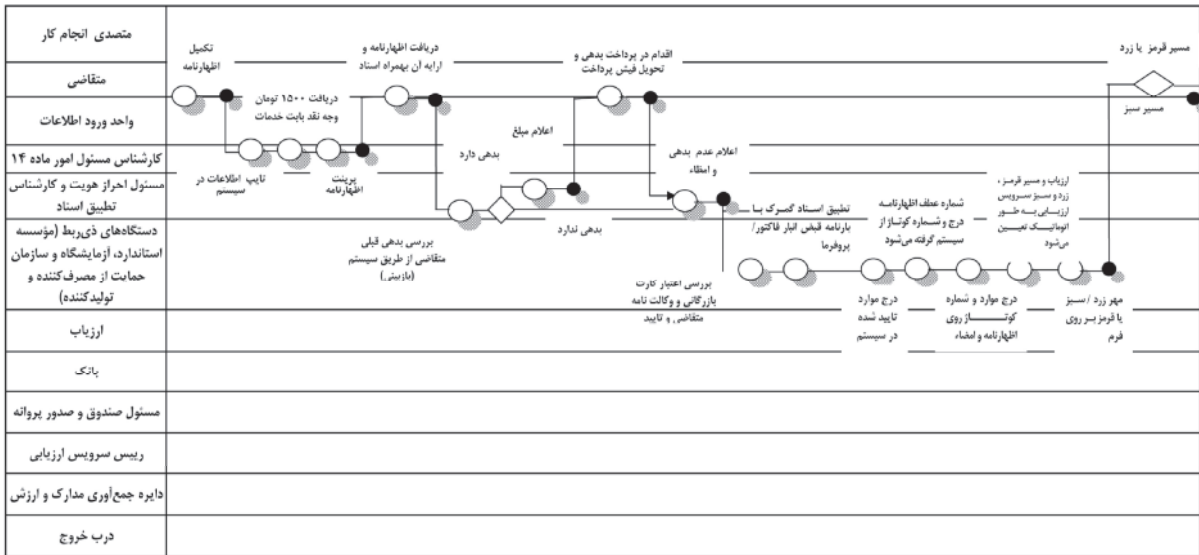 متصدی انجام کار
متقاضی
واحد ورود اطلاعات
کارشناس مسئول امور ماده ۱۴
مسئول احراز هویت و کارشناس
تطبیق اسناد
دستگاه‌های ذی‌ربط (مؤسسه
استاندارد، آزمایشگاه و سازمان
حمایت از مصرف‌کننده و
تولیدکننده)
ارزیاب
بانک
مسئول صندوق و صدور پروانه
رییس سرویس ارزیابی
دایره جمع‌آوری مدارک و ارزش
درب خروج
تکمیل
اظهارنامه
تایپ اطلاعات در
سیستم
دریافت ۱۵۰۰ تومان
وجه نقد بابت خدمات
پرینت
اظهارنامه
دریافت اظهارنامه و
ارایه آن بهمراه اسناد
بررسی بدهی قبلی
متقاضی از طریق سیستم
(بازبینی)
بدهی دارد
بدهی ندارد
اعلام مبلغ
اقدام در پرداخت بدهی و
تحویل فیش پرداخت
اعلام عدم بدهی
و امظاء
بررسی اعتبار کارت
بازرگانی و وکالت نامه
متقاضی و تایید
تطبیق اسناد گمرک با
بارنامه قبض انبار فاکتور/
پروفرما
درج موارد
تایید شده
در سیستم
شماره عطف اظهارنامه
درج و شماره کوتاژ از
سیستم گرفته می‌شود
درج موارد و شماره
کوتاژ روی
اظهارنامه و امضاء
ارزیاب و مسیر قرمز ،
زرد و سبز سرویس
ارزیابی به طور
اتوماتیک تعیین
می‌شود
مهر زرد / سبز
یا قرمز بر روی
فرم
مسیر قرمز یا زرد
مسیر سبز